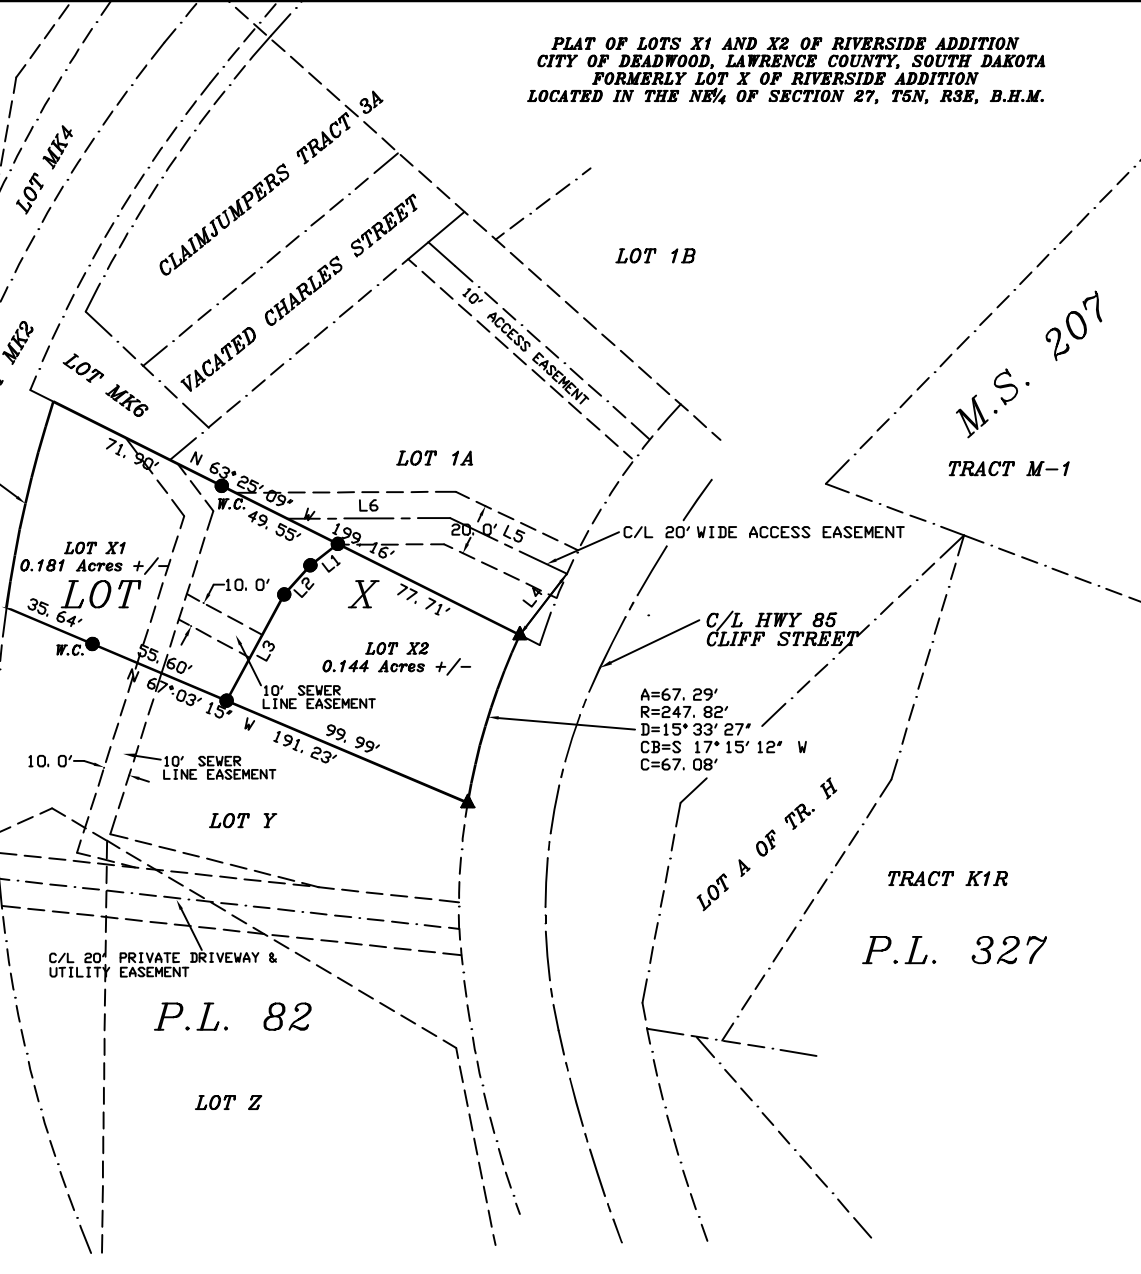 PLAT OF LOTS X1 AND X2 OF RIVERSIDE ADDITION
CITY OF DEADWOOD, LAWRENCE COUNTY, SOUTH DAKOTA
FORMERLY LOT X OF RIVERSIDE ADDITION
LOCATED IN THE NE¼ OF SECTION 27, T5N, R3E, B.H.M.
LOT MK4
CLAIMJUMPERS TRACT 3A
VACATED CHARLES STREET
LOT 1B
10' ACCESS EASEMENT
M.S. 207
MK2
LOT MK6
LOT 1A
TRACT M-1
71.90'
N 63°25'09" W
W.C.
49.55'
199.16'
L6
20.0'
L5
C/L 20' WIDE ACCESS EASEMENT
LOT X1
0.181 Acres +/-
LOT X
10.0'
L1
L2
L3
L4
77.71'
35.64'
W.C.
55.60'
N 67°03'15" W
LOT X2
0.144 Acres +/-
C/L HWY 85
CLIFF STREET
10' SEWER
LINE EASEMENT
A=67.29'
R=247.82'
D=15°33'27"
CB=S 17°15'12" W
C=67.08'
99.99'
191.23'
10.0'
10' SEWER
LINE EASEMENT
LOT Y
LOT A OF TR. H
TRACT K1R
P.L. 327
C/L 20' PRIVATE DRIVEWAY &
UTILITY EASEMENT
P.L. 82
LOT Z